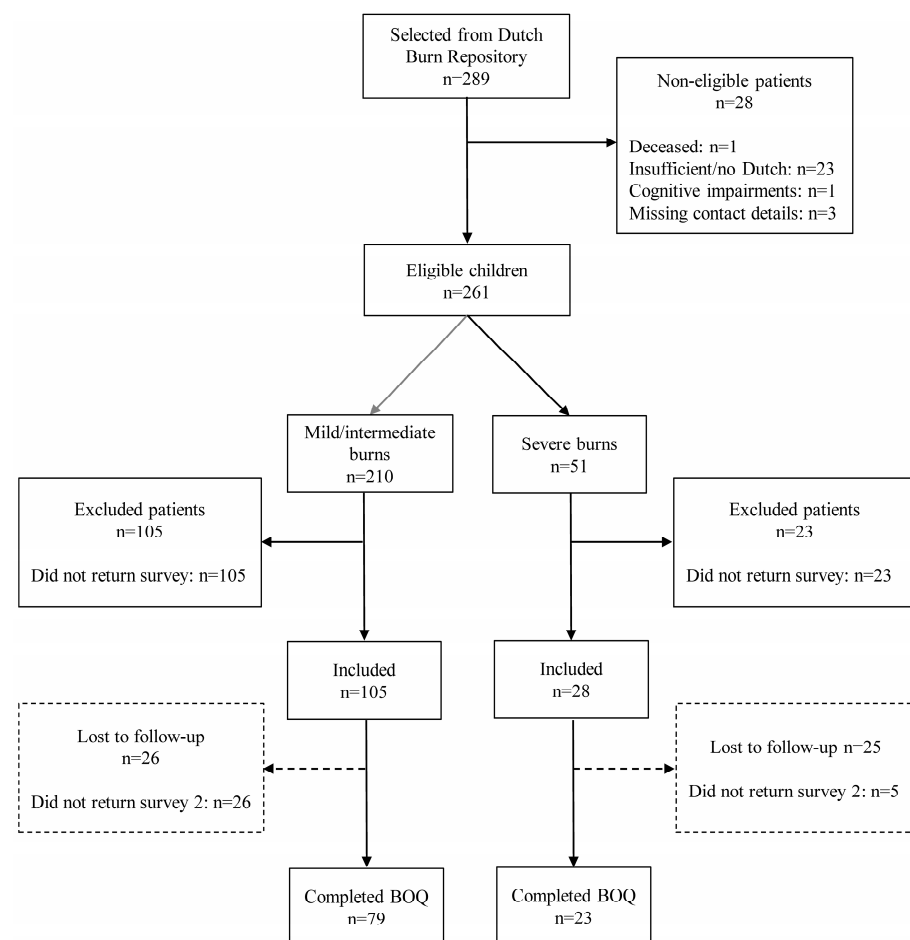 Selected from Dutch
Burn Repository
n=289
Non-eligible patients
n=28
Deceased: n=1
Insufficient/no Dutch: n=23
Cognitive impairments: n=1
Missing contact details: n=3
Eligible children
n=261
Mild/intermediate
burns
n=210
Severe burns
n=51
Excluded patients
n=105
Did not return survey: n=105
Excluded patients
n=23
Did not return survey: n=23
Included
n=105
Included
n=28
Lost to follow-up
n=26
Did not return survey 2: n=26
Lost to follow-up n=25
Did not return survey 2: n=5
Completed BOQ
n=79
Completed BOQ
n=23